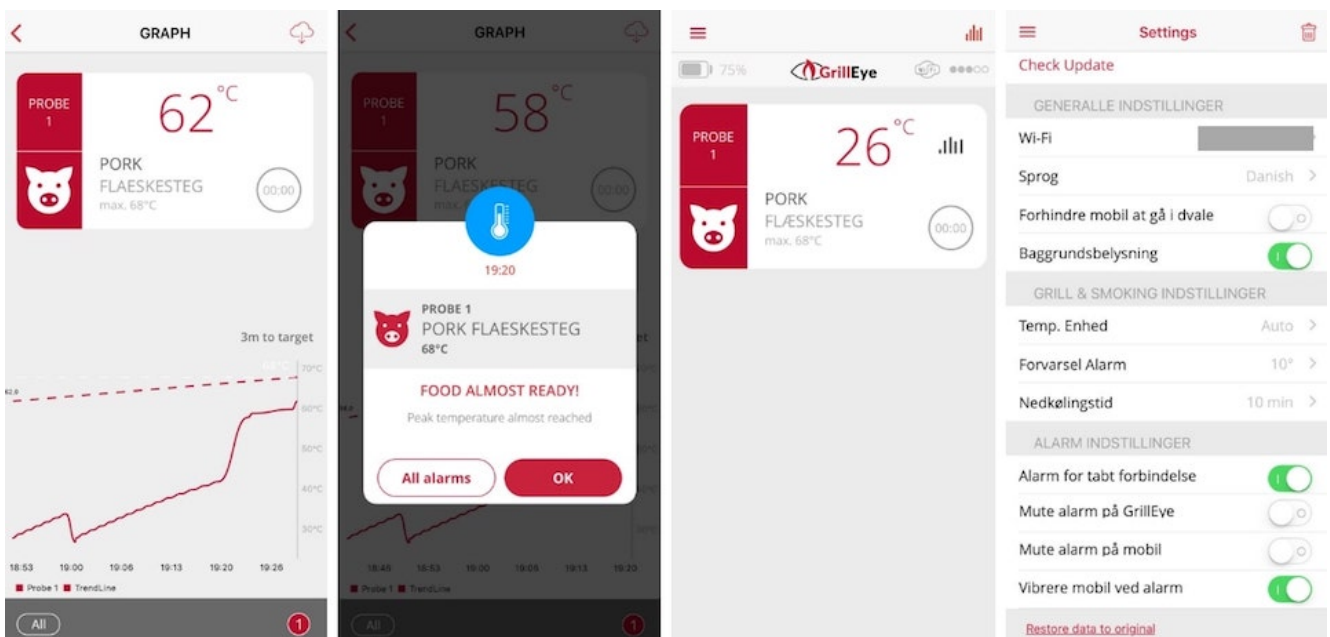 GRAPH
PROBE
1
62°C
PORK
FLAESKESTEG
max. 68°C
00:00
3m to target
68°C
70°C
62,0
60°C
50°C
40°C
30°C
18:53 19:00 19:06 19:13 19:20 19:26
Probe 1 TrendLine
All
1
GRAPH
PROBE
1
58°C
PORK
FLAESKESTEG
00:00
19:20
PROBE 1
PORK FLAESKESTEG
68°C
FOOD ALMOST READY!
Peak temperature almost reached
All alarms
OK
18:46 18:53 19:00 19:06 19:13 19:20
Probe 1 TrendLine
All
1
75%
GrillEye
PROBE
1
26°C
PORK
FLÆSKESTEG
max. 68°C
00:00
Settings
Check Update
GENERALLE INDSTILLINGER
Wi-Fi
Sprog Danish
Forhindre mobil at gå i dvale
Baggrundsbelysning
GRILL & SMOKING INDSTILLINGER
Temp. Enhed Auto
Forvarsel Alarm 10°
Nedkølingstid 10 min
ALARM INDSTILLINGER
Alarm for tabt forbindelse
Mute alarm på GrillEye
Mute alarm på mobil
Vibrere mobil ved alarm
Restore data to original